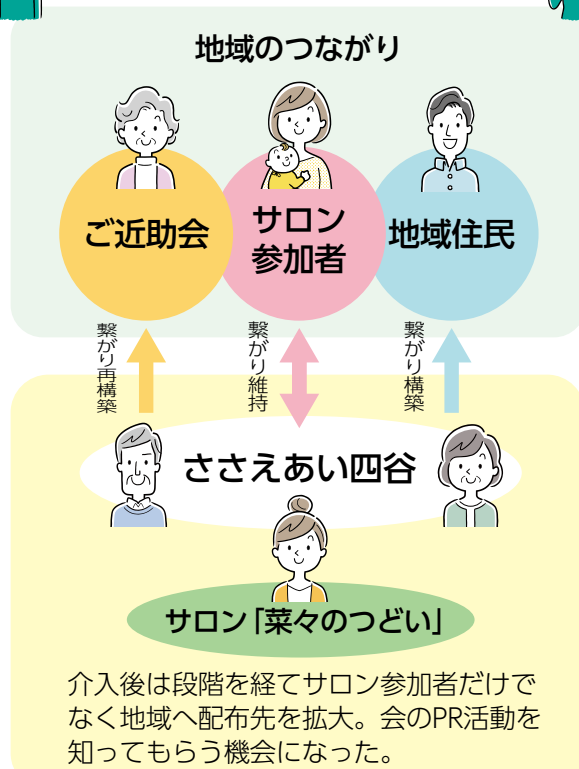 地域のつながり
ご近助会
サロン
参加者
地域住民
繋がり再構築
繋がり維持
繋がり構築
ささえあい四谷
サロン「菜々のつどい」
介入後は段階を経てサロン参加者だけで
なく地域へ配布先を拡大。会のPR活動を
知ってもらう機会になった。